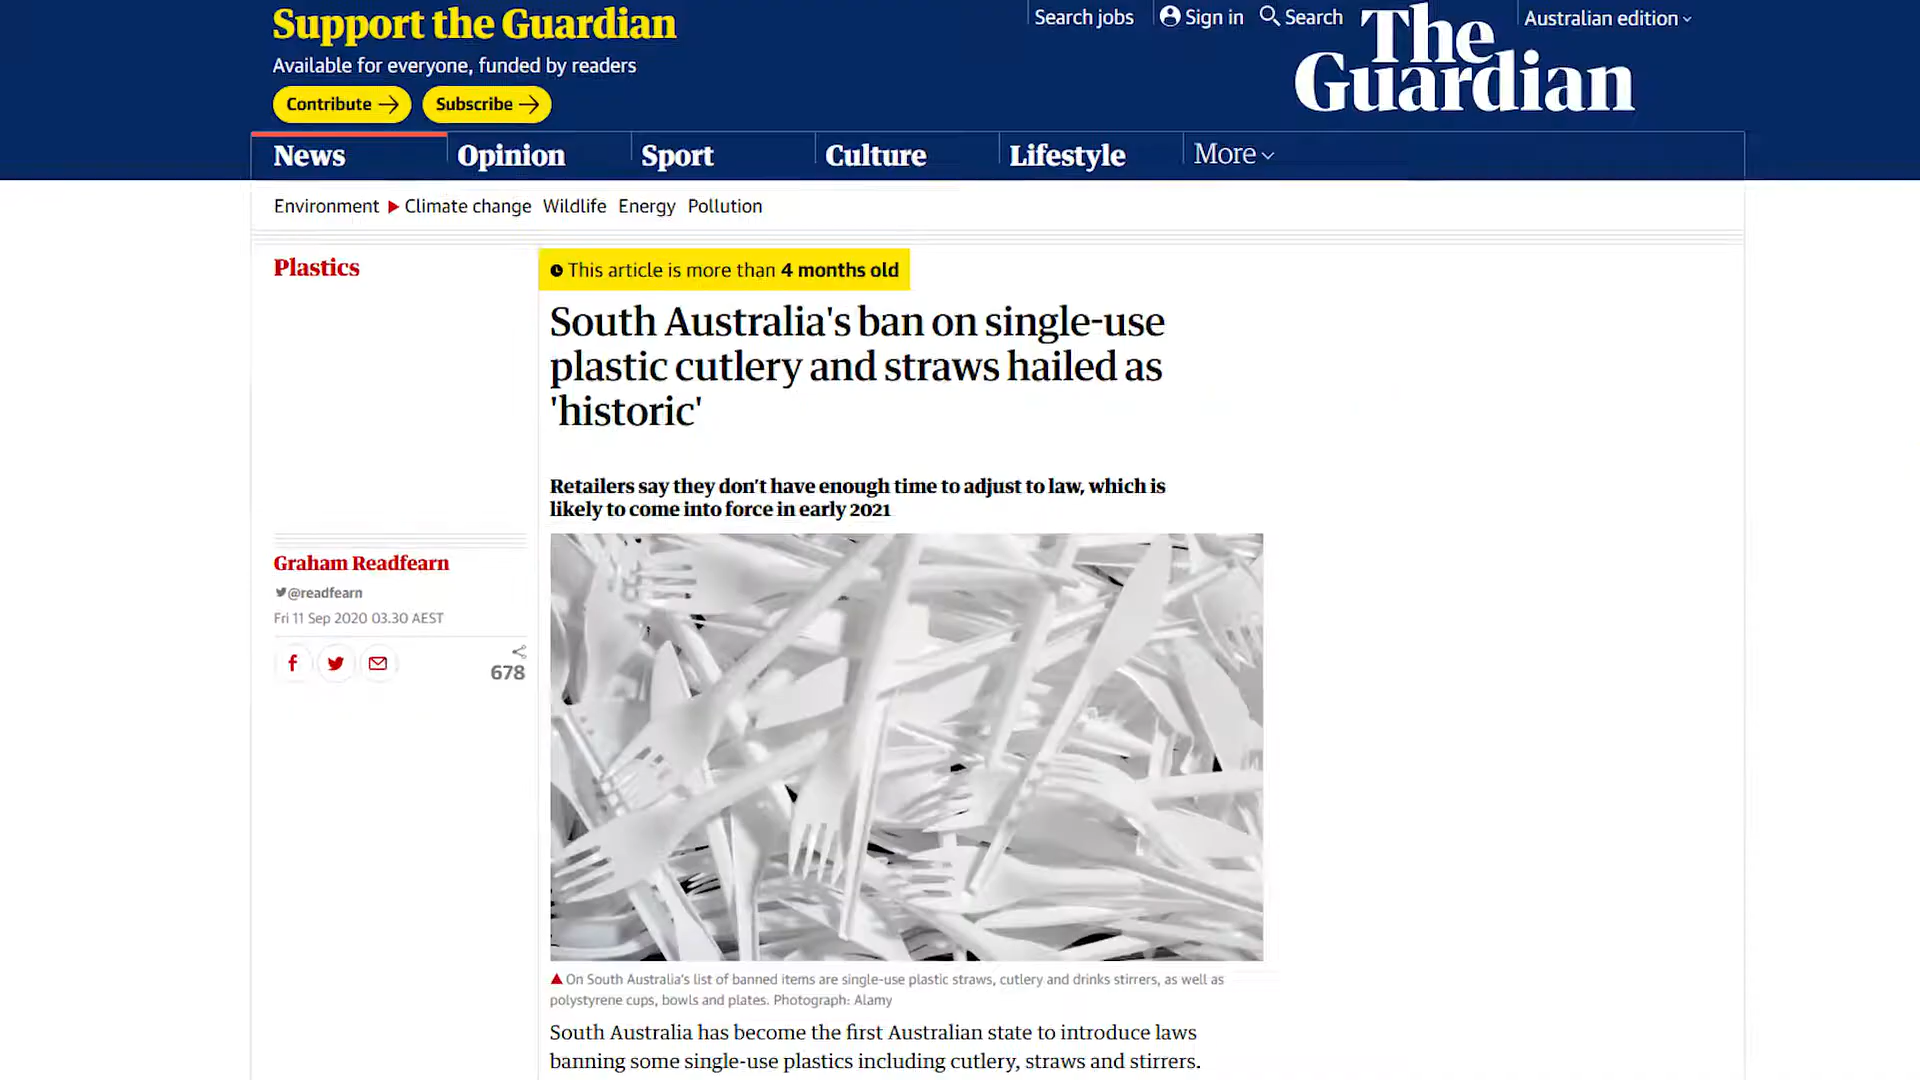 Support the Guardian
Available for everyone, funded by readers
Contribute
Subscribe
Search jobs
Sign in
Search
Australian edition
The
Guardian
News
Opinion
Sport
Culture
Lifestyle
More
Environment
Climate change
Wildlife
Energy
Pollution
Plastics
This article is more than 4 months old
South Australia's ban on single-use
plastic cutlery and straws hailed as
'historic'
Retailers say they don't have enough time to adjust to law, which is
likely to come into force in early 2021
Graham Readfearn
@readfearn
Fri 11 Sep 2020 03.30 AEST
678
On South Australia's list of banned items are single-use plastic straws, cutlery and drinks stirrers, as well as
polystyrene cups, bowls and plates. Photograph: Alamy
South Australia has become the first Australian state to introduce laws
banning some single-use plastics including cutlery, straws and stirrers.